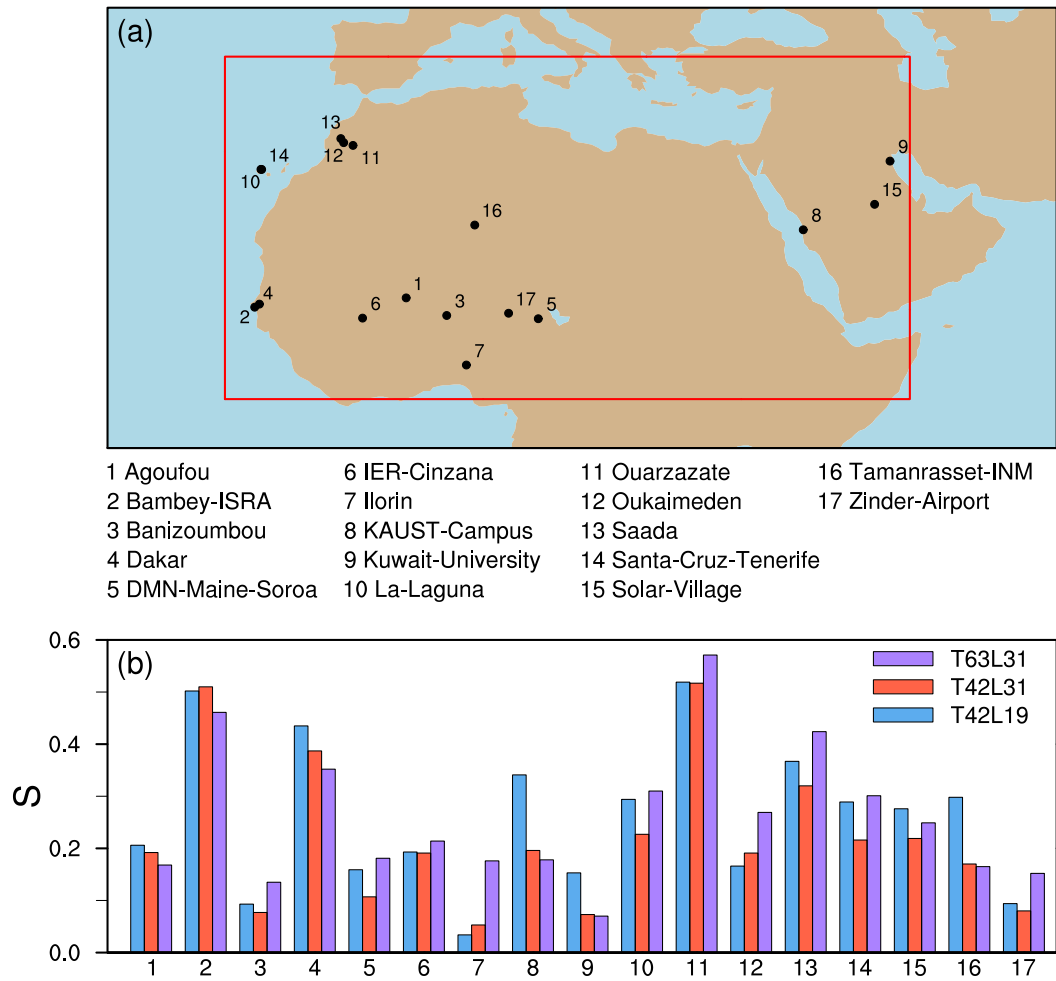 (a)
13
14
12
11
10
9
16
15
8
1
4
2
6
3
17
5
7
1 Agoufou
2 Bambey-ISRA
3 Banizoumbou
4 Dakar
5 DMN-Maine-Soroa
6 IER-Cinzana
7 Ilorin
8 KAUST-Campus
9 Kuwait-University
10 La-Laguna
11 Ouarzazate
12 Oukaimeden
13 Saada
14 Santa-Cruz-Tenerife
15 Solar-Village
16 Tamanrasset-INM
17 Zinder-Airport
(b)
T63L31
T42L31
T42L19
S
0.6
0.4
0.2
0.0
1 2 3 4 5 6 7 8 9 10 11 12 13 14 15 16 17